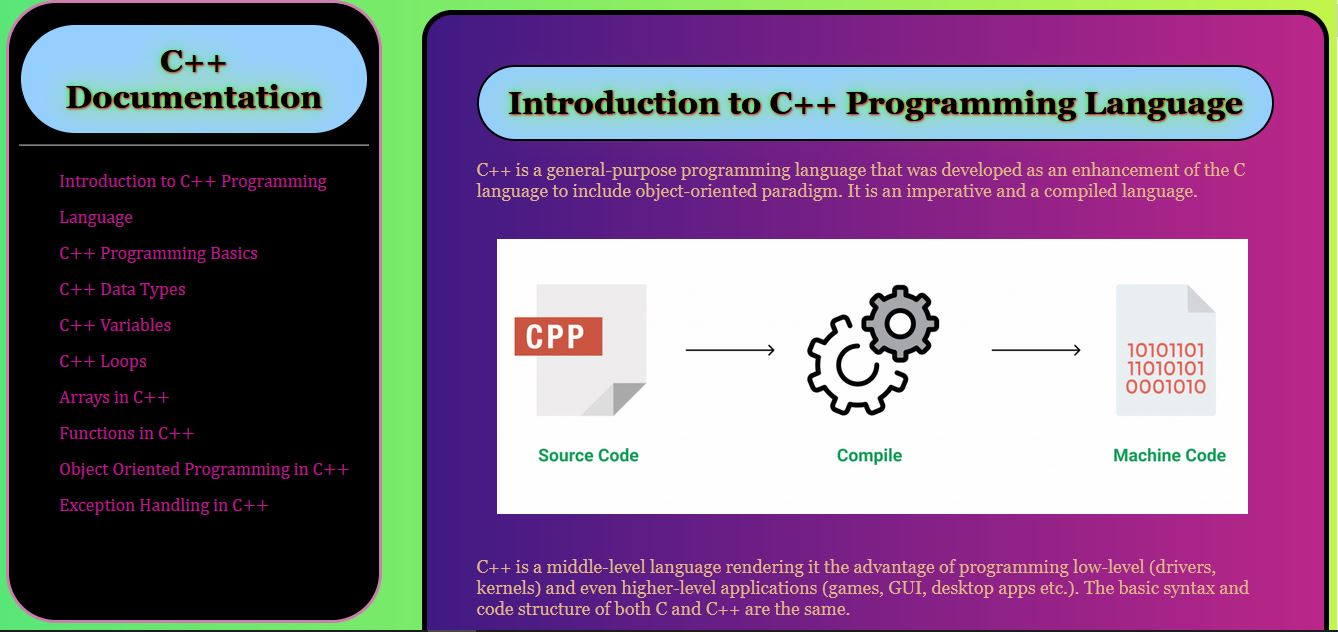 C++
Documentation
Introduction to C++ Programming
Language
C++ Programming Basics
C++ Data Types
C++ Variables
C++ Loops
Arrays in C++
Functions in C++
Object Oriented Programming in C++
Exception Handling in C++
Introduction to C++ Programming Language
C++ is a general-purpose programming language that was developed as an enhancement of the C
language to include object-oriented paradigm. It is an imperative and a compiled language.
CPP
10101101
11010101
0001010
Source Code
Compile
Machine Code
C++ is a middle-level language rendering it the advantage of programming low-level (drivers,
kernels) and even higher-level applications (games, GUI, desktop apps etc.). The basic syntax and
code structure of both C and C++ are the same.